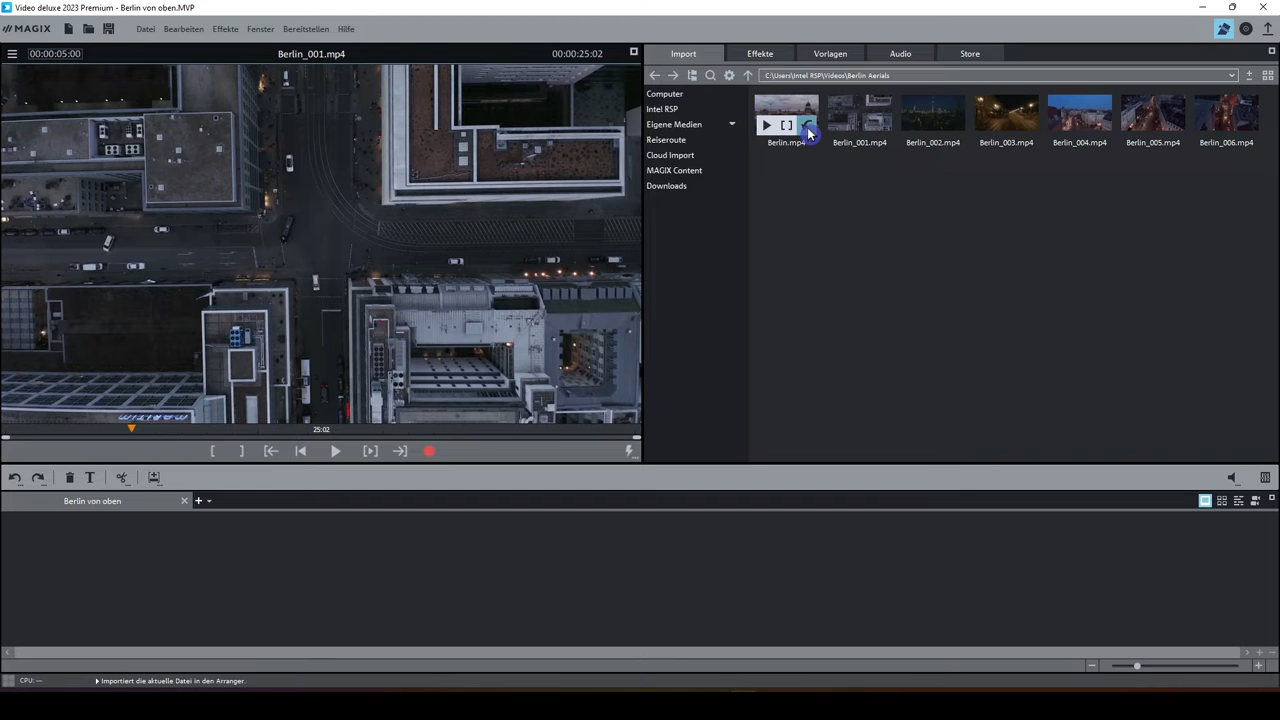 Video deluxe 2023 Premium - Berlin von oben.MVP
MAGIX
Datei Bearbeiten Effekte Fenster Bereitstellen Hilfe
00:00:05:00 Berlin_001.mp4 00:00:25:02
Import Effekte Vorlagen Audio Store
C:\Users\Intel RSP\Videos\Berlin Aerials
Computer
Intel RSP
Eigene Medien
Reiseroute
Cloud Import
MAGIX Content
Downloads
Berlin.mp4 Berlin_001.mp4 Berlin_002.mp4 Berlin_003.mp4 Berlin_004.mp4 Berlin_005.mp4 Berlin_006.mp4
MARITIM
25:02
Berlin von oben
CPU: — Importiert die aktuelle Datei in den Arranger.